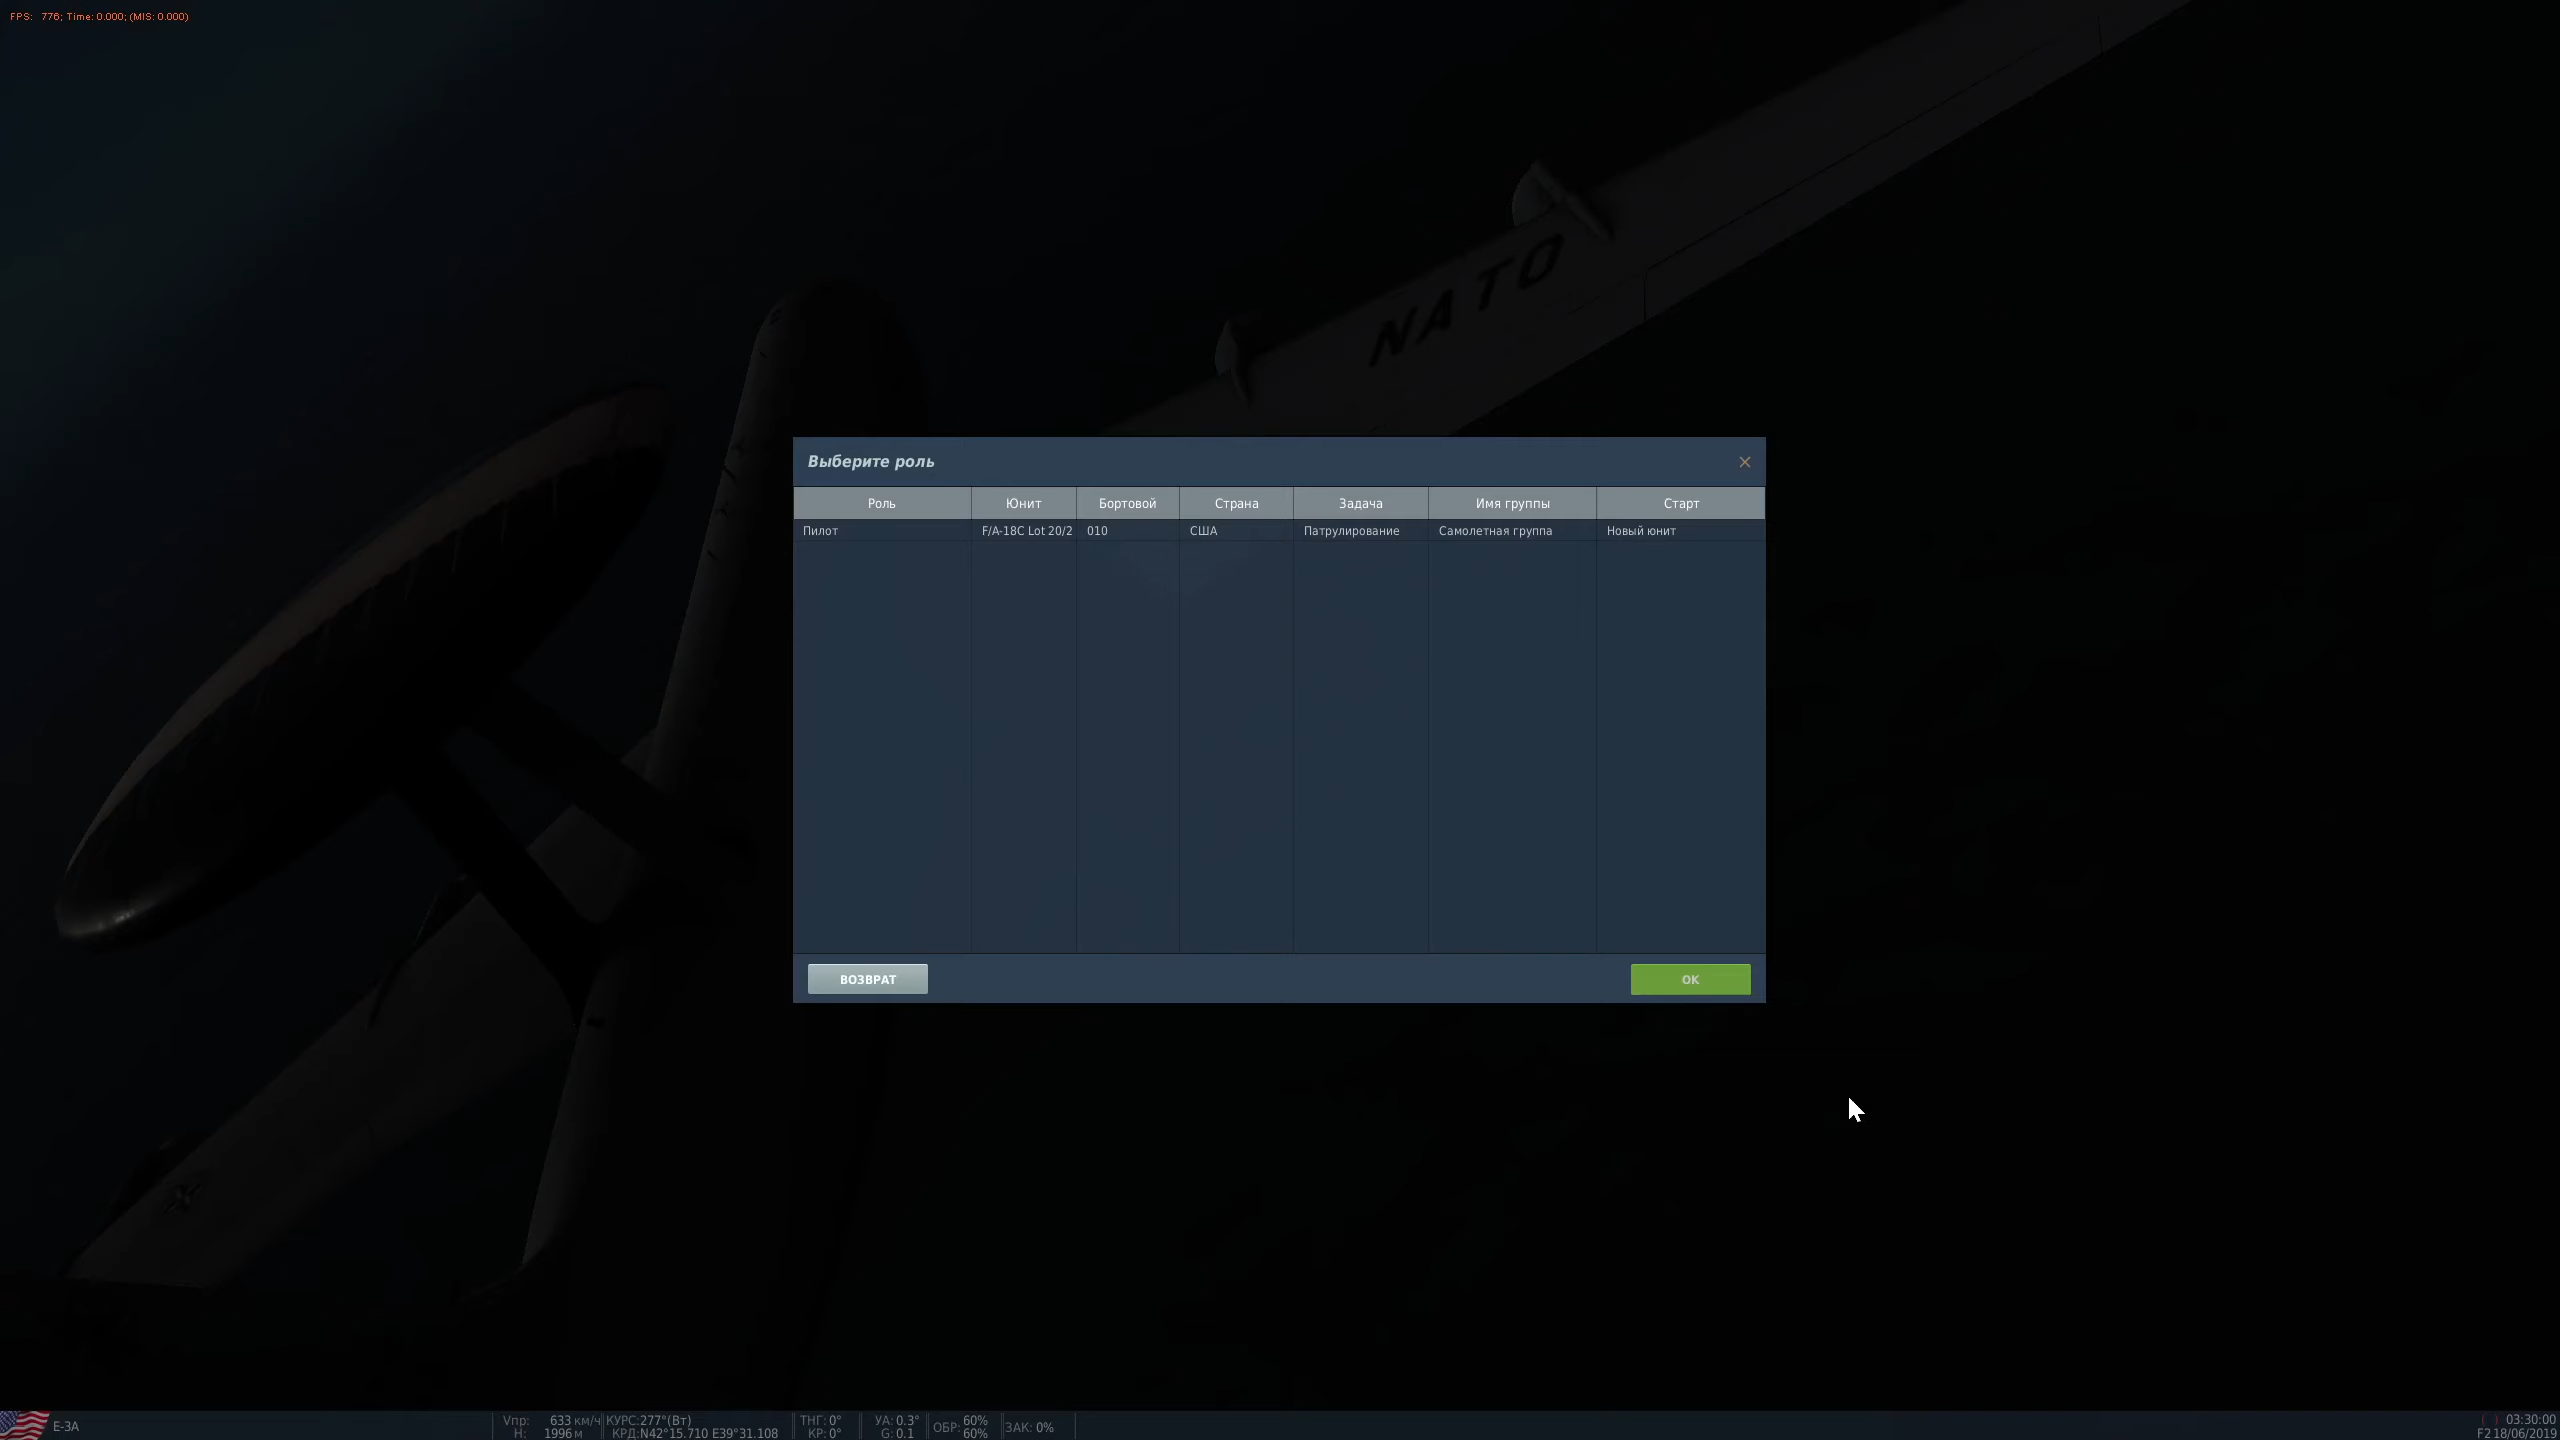 FPS: 776; Time: 0.000; (MIS: 0.000)
NATO
Выберите роль
Роль Юнит Бортовой Страна Задача Имя группы Старт
Пилот F/A-18C Lot 20/2 010 США Патрулирование Самолетная группа Новый юнит
ВОЗВРАТ OK
E-3A
Vпр: 633 км/ч КУРС:277°(Вт) ТНГ: 0° УА: 0.3° ОБР: 60% ЗАК: 0% ( ) 03:30:00
H: 1996 м КРД:N42°15.710 E39°31.108 КР: 0° G: 0.1 60% F2 18/06/2019